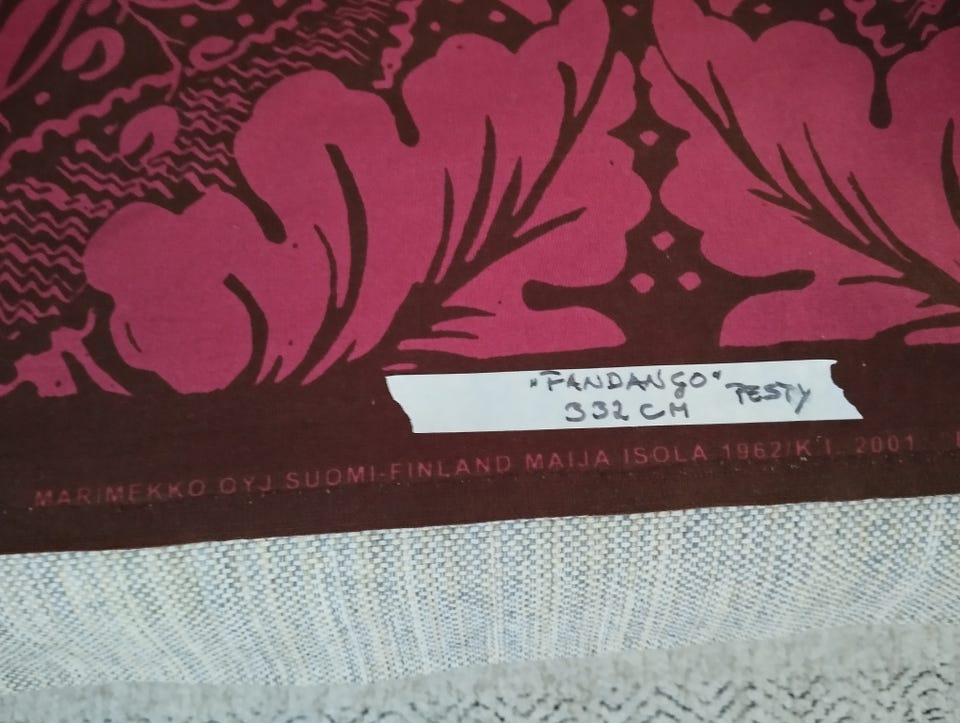 "FANDANGO" PESTY
332 CM
MARIMEKKO OYJ SUOMI-FINLAND MAIJA ISOLA 1962/K.I. 2001